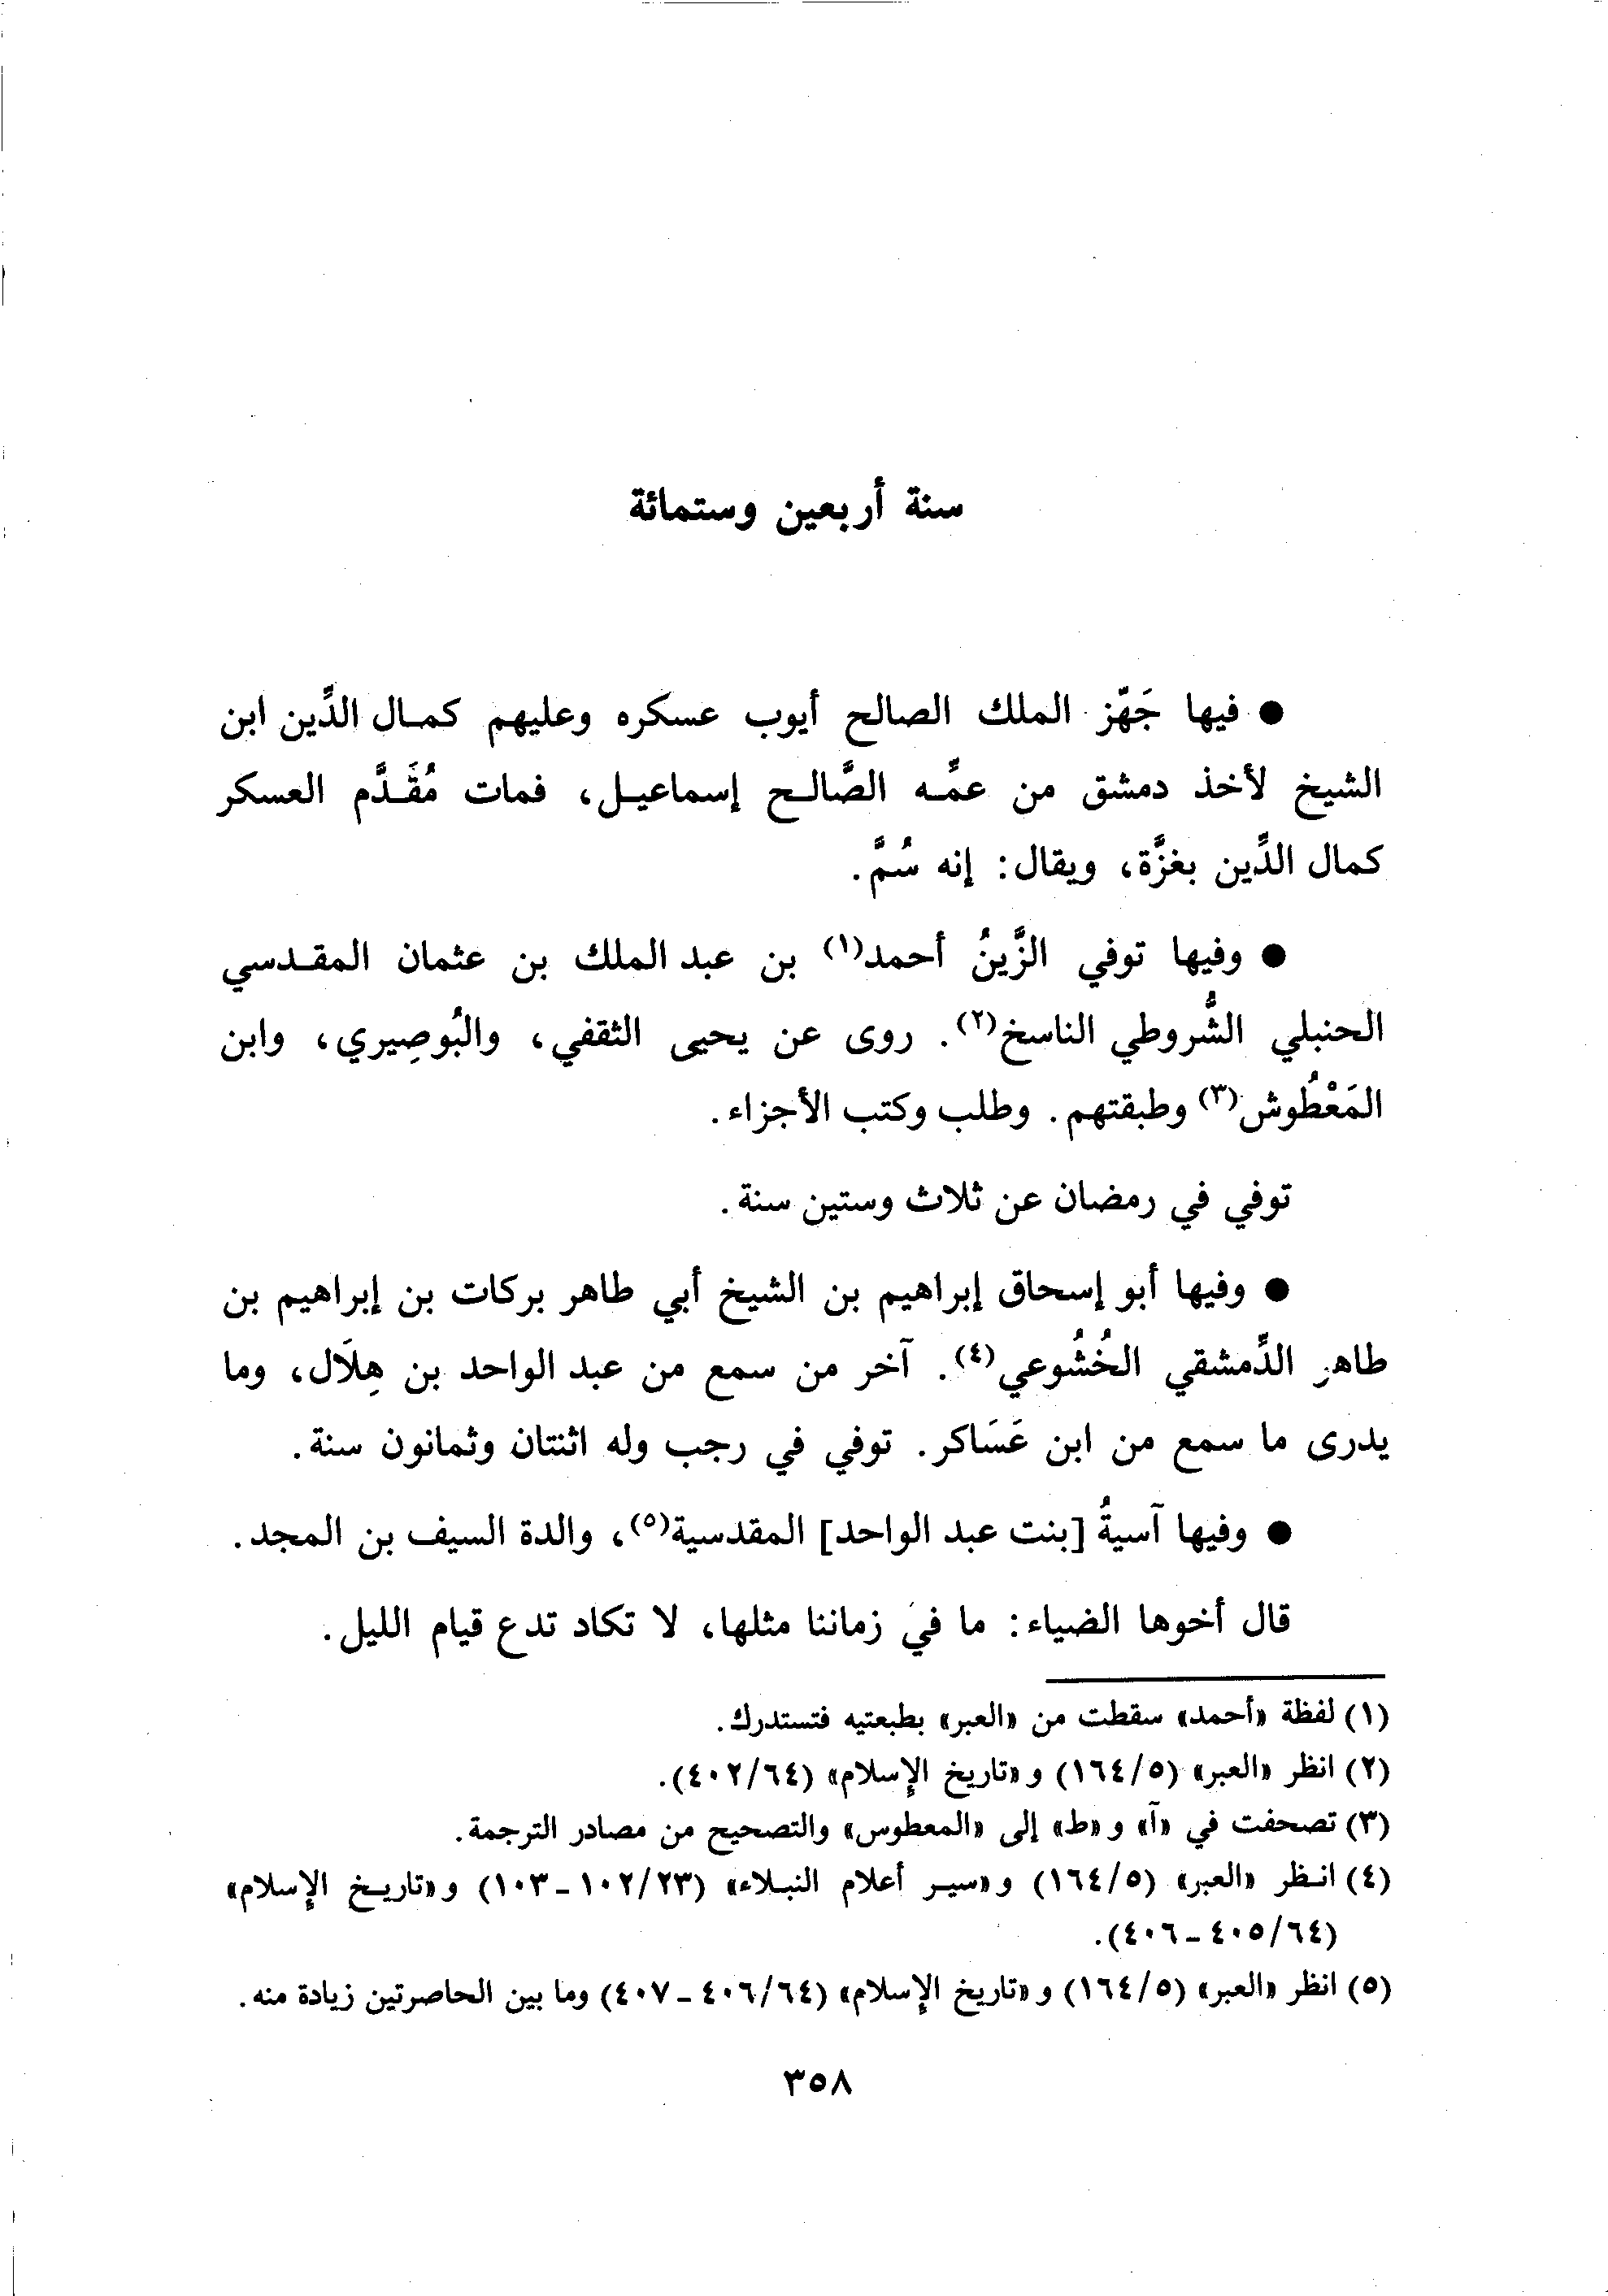 سنة أربعين وستمائة
● فيها جَهَّز الملك الصالح أيوب عسكره وعليهم كمال الدِّين ابن
الشيخ لأخذ دمشق من عمِّه الصَّالح إسماعيل، فمات مُقَدَّم العسكر
كمال الدِّين بغزَّة، ويقال: إنه سُمَّ.
● وفيها توفي الزَّينُ أحمد(١) بن عبد الملك بن عثمان المقدسي
الحنبلي الشُّروطي الناسخ(٢). روى عن يحيى الثقفي، والبُوصِيري، وابن
المَعْطُوش(٣) وطبقتهم. وطلب وكتب الأجزاء.
توفي في رمضان عن ثلاث وستين سنة.
● وفيها أبو إسحاق إبراهيم بن الشيخ أبي طاهر بركات بن إبراهيم بن
طاهر الدِّمشقي الخُشُوعي(٤). آخر من سمع من عبد الواحد بن هِلَال، وما
يدرى ما سمع من ابن عَسَاكر. توفي في رجب وله اثنتان وثمانون سنة.
● وفيها آسيةُ [بنت عبد الواحد] المقدسية(٥)، والدة السيف بن المجد.
قال أخوها الضياء: ما في زماننا مثلها، لا تكاد تدع قيام الليل.
(١) لفظة «أحمد» سقطت من «العبر» بطبعتيه فتستدرك.
(٢) انظر «العبر» (١٦٤/٥) و«تاريخ الإسلام» (٤٠٢/٦٤).
(٣) تصحفت في «آ» و«ط» إلى «المعطوس» والتصحيح من مصادر الترجمة.
(٤) انظر «العبر» (١٦٤/٥) و«سير أعلام النبلاء» (١٠٢/٢٣ - ١٠٣) و«تاريخ الإسلام»
(٤٠٥/٦٤ - ٤٠٦).
(٥) انظر «العبر» (١٦٤/٥) و«تاريخ الإسلام» (٤٠٦/٦٤ - ٤٠٧) وما بين الحاصرتين زيادة منه.
٣٥٨